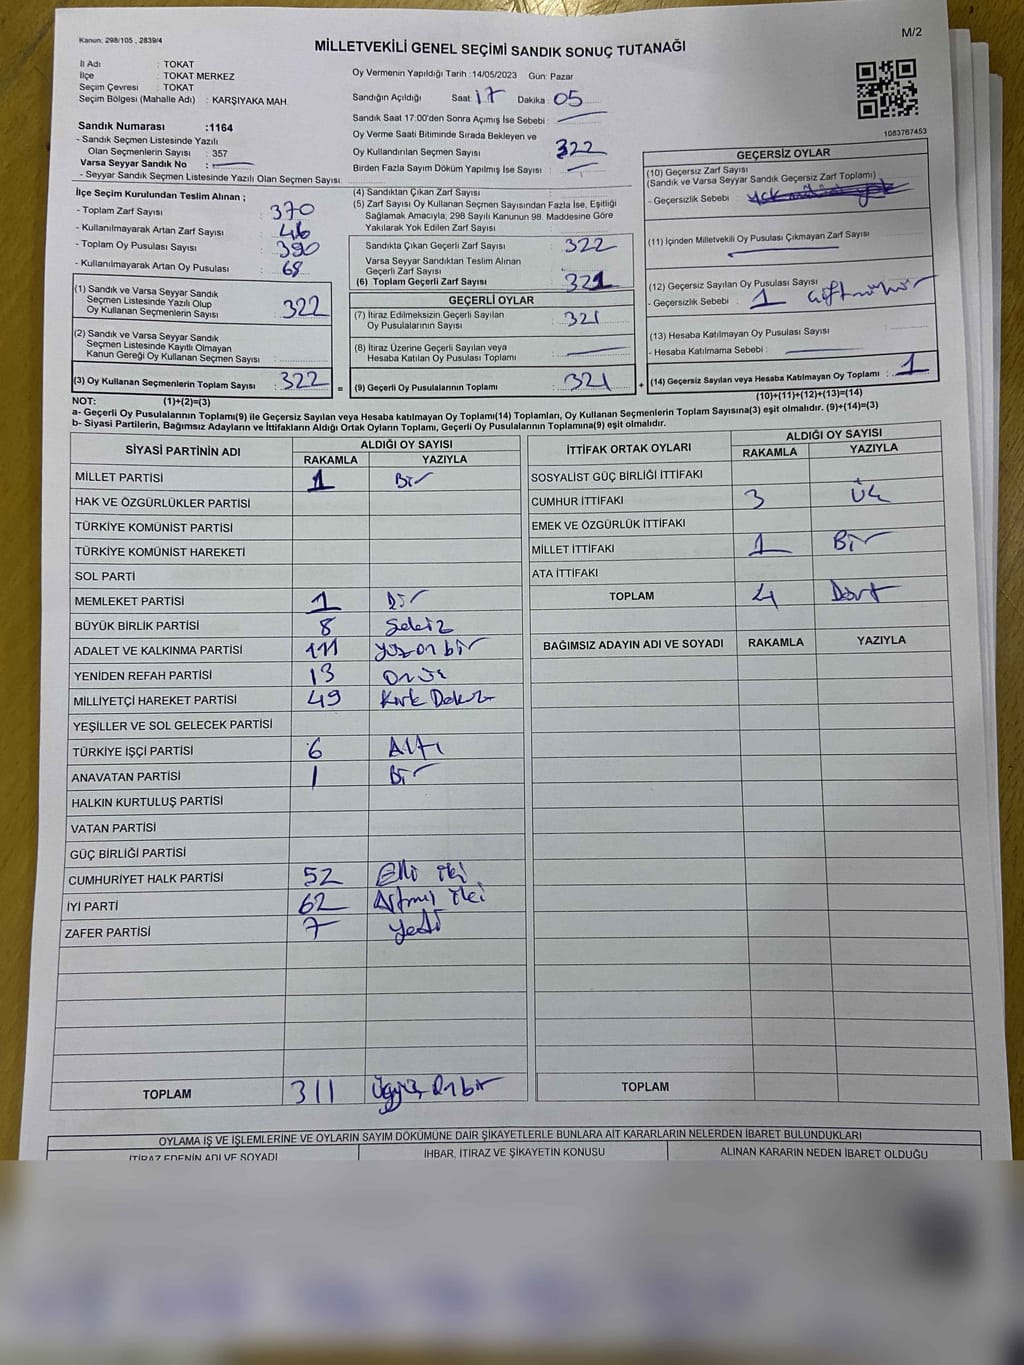 Kanun, 298/105 , 2839/4
M/2
MİLLETVEKİLİ GENEL SEÇİMİ SANDIK SONUÇ TUTANAĞI
İl Adı : TOKAT
İlçe : TOKAT MERKEZ
Seçim Çevresi : TOKAT
Seçim Bölgesi (Mahalle Adı) : KARŞIYAKA MAH.
Sandık Numarası :1164
- Sandık Seçmen Listesinde Yazılı
Olan Seçmenlerin Sayısı : 357
Varsa Seyyar Sandık No :
- Seyyar Sandık Seçmen Listesinde Yazılı Olan Seçmen Sayısı
Oy Vermenin Yapıldığı Tarih : 14/05/2023 Gün: Pazar
Sandığın Açıldığı Saat: 17 Dakika : 05
Sandık Saat 17:00'den Sonra Açımış İse Sebebi :
Oy Verme Saati Bitiminde Sırada Bekleyen ve
Oy Kullandırılan Seçmen Sayısı 322
Birden Fazla Sayım Döküm Yapılmış İse Sayısı :
1083767453
İlçe Seçim Kurulundan Teslim Alınan ;
- Toplam Zarf Sayısı : 370
- Kullanılmayarak Artan Zarf Sayısı : 46
- Toplam Oy Pusulası Sayısı : 390
- Kullanılmayarak Artan Oy Pusulası : 68
(1) Sandık ve Varsa Seyyar Sandık
Seçmen Listesinde Yazılı Olup
Oy Kullanan Seçmenlerin Sayısı : 322
(2) Sandık ve Varsa Seyyar Sandık
Seçmen Listesinde Kayıtlı Olmayan
Kanun Gereği Oy Kullanan Seçmen Sayısı :
(3) Oy Kullanan Seçmenlerin Toplam Sayısı : 322
(1)+(2)=(3)
(4) Sandıktan Çıkan Zarf Sayısı
(5) Zarf Sayısı Oy Kullanan Seçmen Sayısından Fazla İse, Eşitliği
Sağlamak Amacıyla, 298 Sayılı Kanunun 98. Maddesine Göre
Yakılarak Yok Edilen Zarf Sayısı :
Sandıkta Çıkan Geçerli Zarf Sayısı : 322
Varsa Seyyar Sandıktan Teslim Alınan
Geçerli Zarf Sayısı
(6) Toplam Geçerli Zarf Sayısı : 321
GEÇERLİ OYLAR
(7) İtiraz Edilmeksizin Geçerli Sayılan
Oy Pusulalarının Sayısı : 321
(8) İtiraz Üzerine Geçerli Sayılan veya
Hesaba Katılan Oy Pusulası Toplamı :
= (9) Geçerli Oy Pusulalarının Toplamı : 321
GEÇERSİZ OYLAR
(10) Geçersiz Zarf Sayısı
(Sandık ve Varsa Seyyar Sandık Geçersiz Zarf Toplamı)
- Geçersizlik Sebebi
(11) İçinden Milletvekili Oy Pusulası Çıkmayan Zarf Sayısı
(12) Geçersiz Sayılan Oy Pusulası Sayısı
- Geçersizlik Sebebi : 1 çift mühür
(13) Hesaba Katılmayan Oy Pusulası Sayısı
- Hesaba Katılmama Sebebi :
+ (14) Geçersiz Sayılan veya Hesaba Katılmayan Oy Toplamı : 1
(10)+(11)+(12)+(13)=(14)
NOT:
a- Geçerli Oy Pusulasının Toplamı(9) ile Geçersiz Sayılan veya Hesaba katılmayan Oy Toplamı(14) Toplamları, Oy Kullanan Seçmenlerin Toplam Sayısına(3) eşit olmalıdır. (9)+(14)=(3)
b- Siyasi Partilerin, Bağımsız Adayların ve İttifakların Aldığı Ortak Oyların Toplamı, Geçerli Oy Pusulalarının Toplamına(9) eşit olmalıdır.
SİYASİ PARTİNİN ADI ALDIĞI OY SAYISI
RAKAMLA YAZIYLA
MİLLET PARTİSİ 1 Bir
HAK VE ÖZGÜRLÜKLER PARTİSİ
TÜRKİYE KOMÜNİST PARTİSİ
TÜRKİYE KOMÜNİST HAREKETİ
SOL PARTİ
MEMLEKET PARTİSİ 1 Bir
BÜYÜK BİRLİK PARTİSİ 8 Sekiz
ADALET VE KALKINMA PARTİSİ 111 yüzonbir
YENİDEN REFAH PARTİSİ 13 onüç
MİLLİYETÇİ HAREKET PARTİSİ 49 Kırk Dokuz
YEŞİLLER VE SOL GELECEK PARTİSİ
TÜRKİYE İŞÇİ PARTİSİ 6 Altı
ANAVATAN PARTİSİ 1 Bir
HALKIN KURTULUŞ PARTİSİ
VATAN PARTİSİ
GÜÇ BİRLİĞİ PARTİSİ
CUMHURİYET HALK PARTİSİ 52 Elli iki
İYİ PARTİ 62 Altmış iki
ZAFER PARTİSİ 7 Yedi
TOPLAM 311 Üçyüz Onbir
İTTİFAK ORTAK OYLARI ALDIĞI OY SAYISI
RAKAMLA YAZIYLA
SOSYALİST GÜÇ BİRLİĞİ İTTİFAKI
CUMHUR İTTİFAKI 3 Üç
EMEK VE ÖZGÜRLÜK İTTİFAKI
MİLLET İTTİFAKI 1 Bir
ATA İTTİFAKI
TOPLAM 4 Dört
BAĞIMSIZ ADAYIN ADI VE SOYADI RAKAMLA YAZIYLA
TOPLAM
OYLAMA İŞ VE İŞLEMLERİNE VE OYLARIN SAYIM DÖKÜMÜNE DAİR ŞİKAYETLERLE BUNLARA AİT KARARLARIN NELERDEN İBARET BULUNDUKLARI
İTİRAZ EDENİN ADI VE SOYADI İHBAR, İTİRAZ VE ŞİKAYETİN KONUSU ALINAN KARARIN NEDEN İBARET OLDUĞU